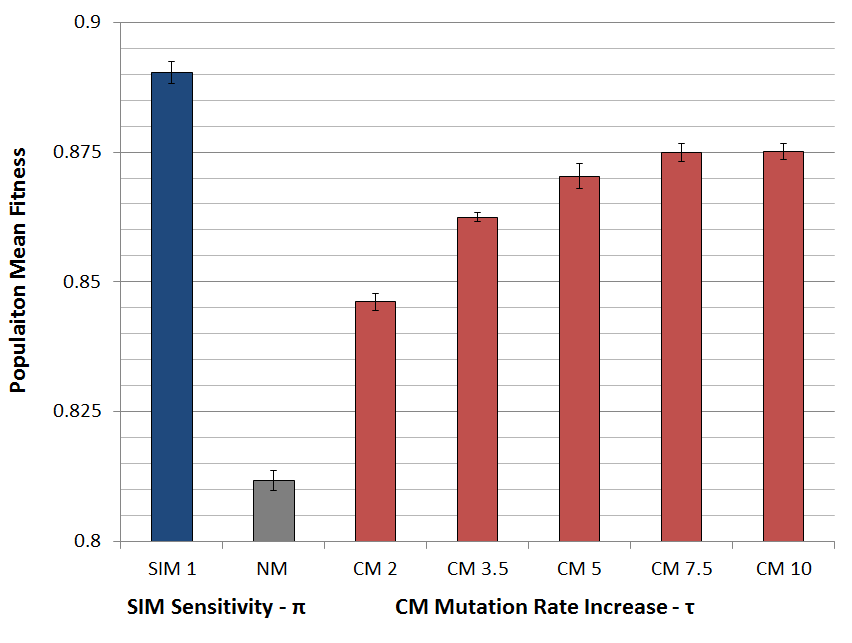 0.9
0.875
0.85
0.825
0.8
Populaiton Mean Fitness
SIM 1 NM CM 2 CM 3.5 CM 5 CM 7.5 CM 10
SIM Sensitivity - π CM Mutation Rate Increase - τ